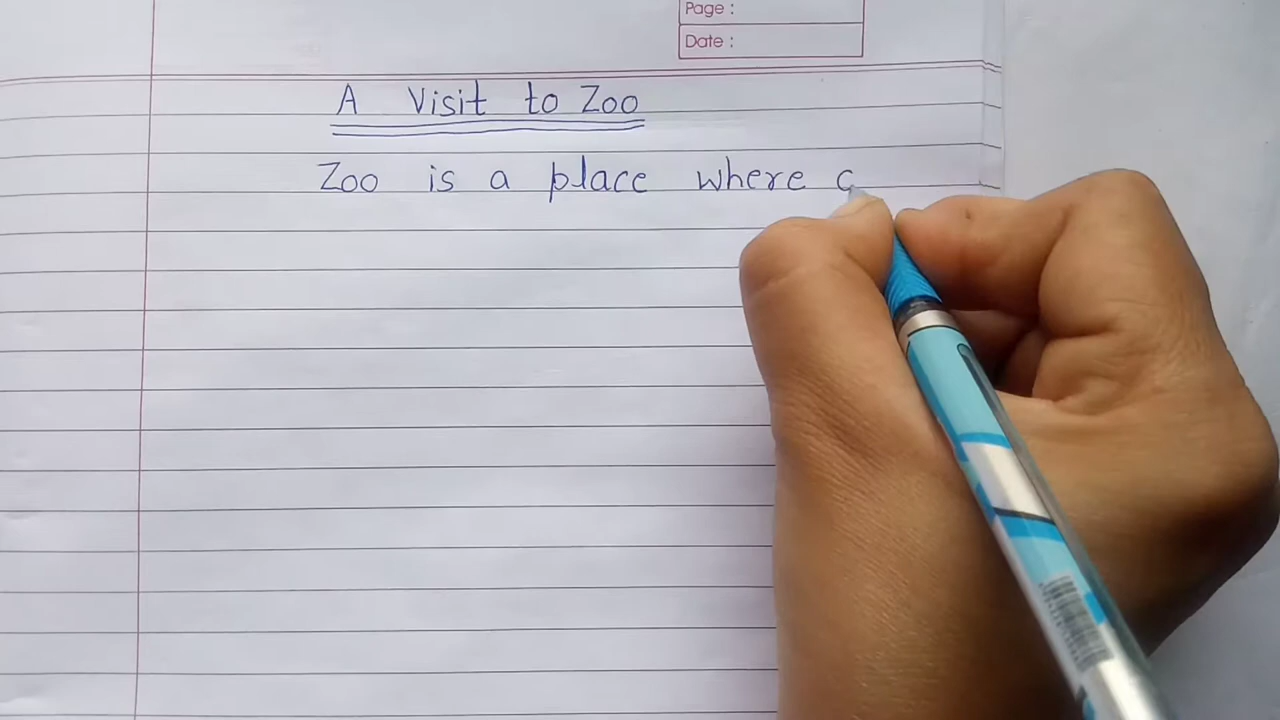 Page :
Date :
A Visit to Zoo
Zoo is a place where